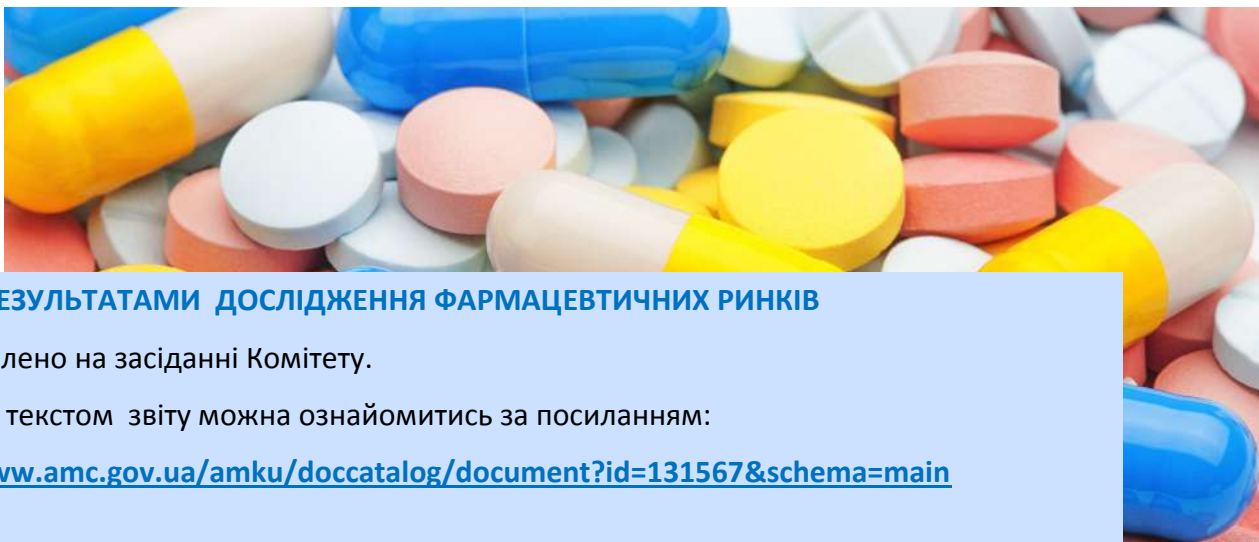 ЕЗУЛЬТАТАМИ ДОСЛІДЖЕННЯ ФАРМАЦЕВТИЧНИХ РИНКІВ
лено на засіданні Комітету.
текстом звіту можна ознайомитись за посиланням:
ww.amc.gov.ua/amku/doccatalog/document?id=131567&schema=main